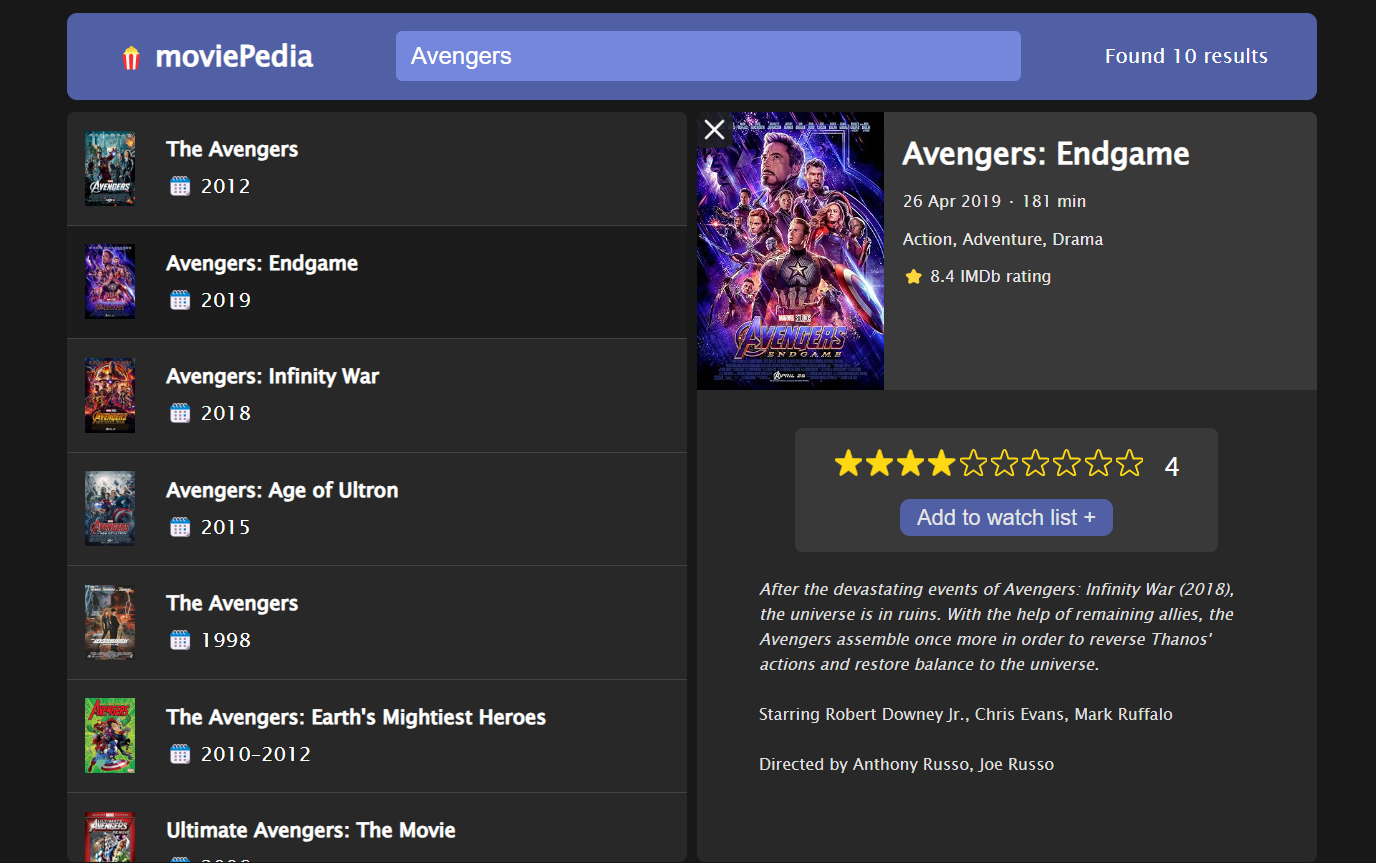 moviePedia
Avengers
Found 10 results
The Avengers
2012
Avengers: Endgame
2019
Avengers: Infinity War
2018
Avengers: Age of Ultron
2015
The Avengers
1998
The Avengers: Earth's Mightiest Heroes
2010–2012
Ultimate Avengers: The Movie
MARVEL STUDIOS
AVENGERS
ENDGAME
APRIL 26
Avengers: Endgame
26 Apr 2019 · 181 min
Action, Adventure, Drama
8.4 IMDb rating
4
Add to watch list +
After the devastating events of Avengers: Infinity War (2018),
the universe is in ruins. With the help of remaining allies, the
Avengers assemble once more in order to reverse Thanos'
actions and restore balance to the universe.
Starring Robert Downey Jr., Chris Evans, Mark Ruffalo
Directed by Anthony Russo, Joe Russo